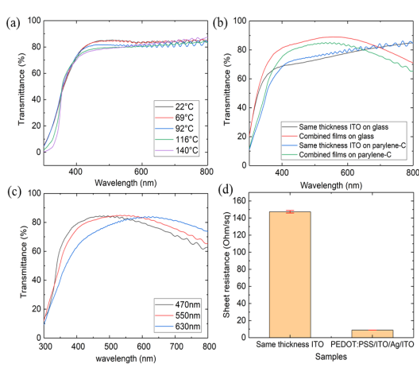 (a)
100
80
60
40
20
0
Transmittance (%)
22°C
69°C
92°C
116°C
140°C
400 600 800
Wavelength (nm)
(b)
100
80
60
40
20
0
Transmittance (%)
Same thickness ITO on glass
Combined films on glass
Same thickness ITO on parylene-C
Combined films on parylene-C
400 600 800
Wavelength (nm)
(c)
100
80
60
40
20
0
Transmittance (%)
470nm
550nm
630nm
300 400 500 600 700 800
wavelength (nm)
(d)
160
140
120
100
80
60
40
20
0
Sheet resistance (Ohm/sq)
Same thickness ITO PEDOT:PSS/ITO/Ag/ITO
Samples